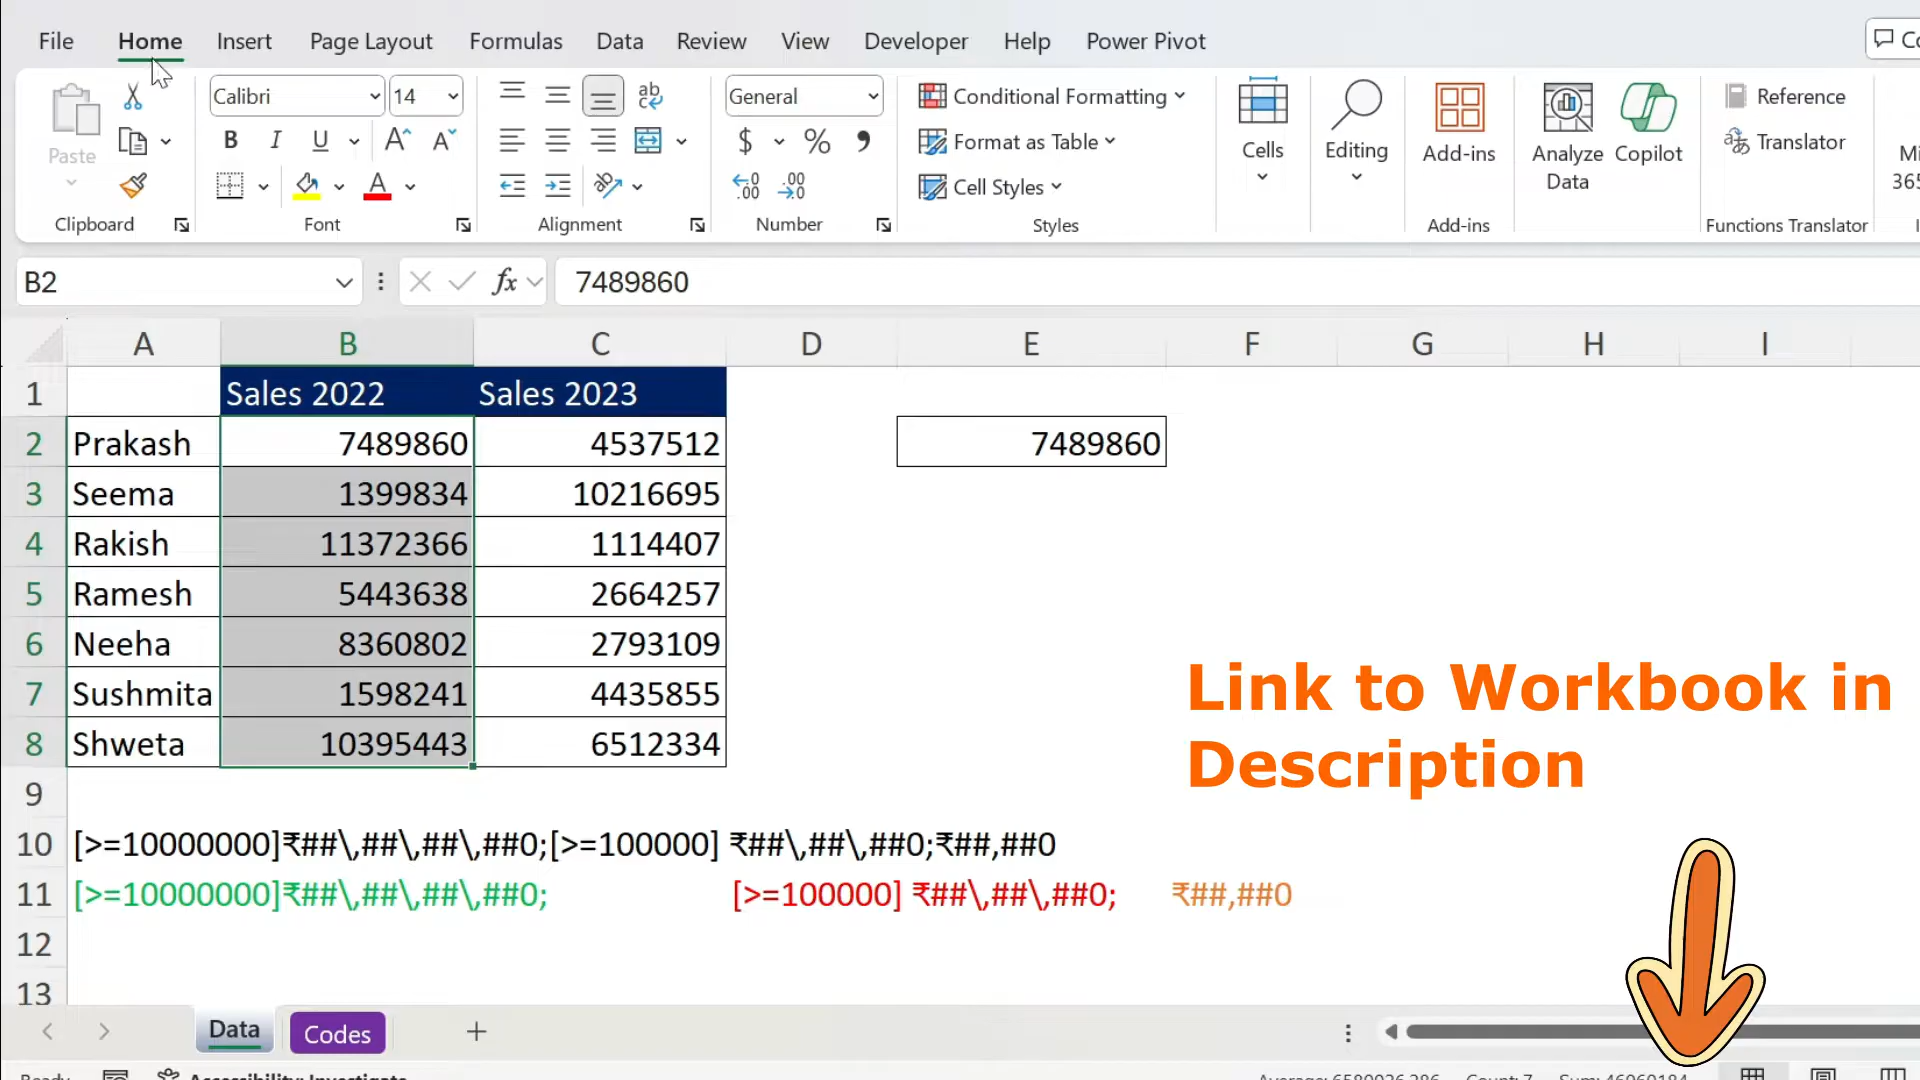 File Home Insert Page Layout Formulas Data Review View Developer Help Power Pivot
Calibri 14 General Conditional Formatting Reference
Paste B I U A A $ % Format as Table Cells Editing Add-ins Analyze Data Copilot Translator
A Cell Styles
Clipboard Font Alignment Number Styles Add-ins Functions Translator
B2 fx 7489860
A B C D E F G H I
1 Sales 2022 Sales 2023
2 Prakash 7489860 4537512 7489860
3 Seema 1399834 10216695
4 Rakish 11372366 1114407
5 Ramesh 5443638 2664257
6 Neeha 8360802 2793109
7 Sushmita 1598241 4435855
8 Shweta 10395443 6512334
Link to Workbook in
Description
9
10 [>=10000000]₹##\,##\,##\,##0;[>=100000] ₹##\,##\,##0;₹##,##0
11 [>=10000000]₹##\,##\,##\,##0; [>=100000] ₹##\,##\,##0; ₹##,##0
12
13
Data Codes